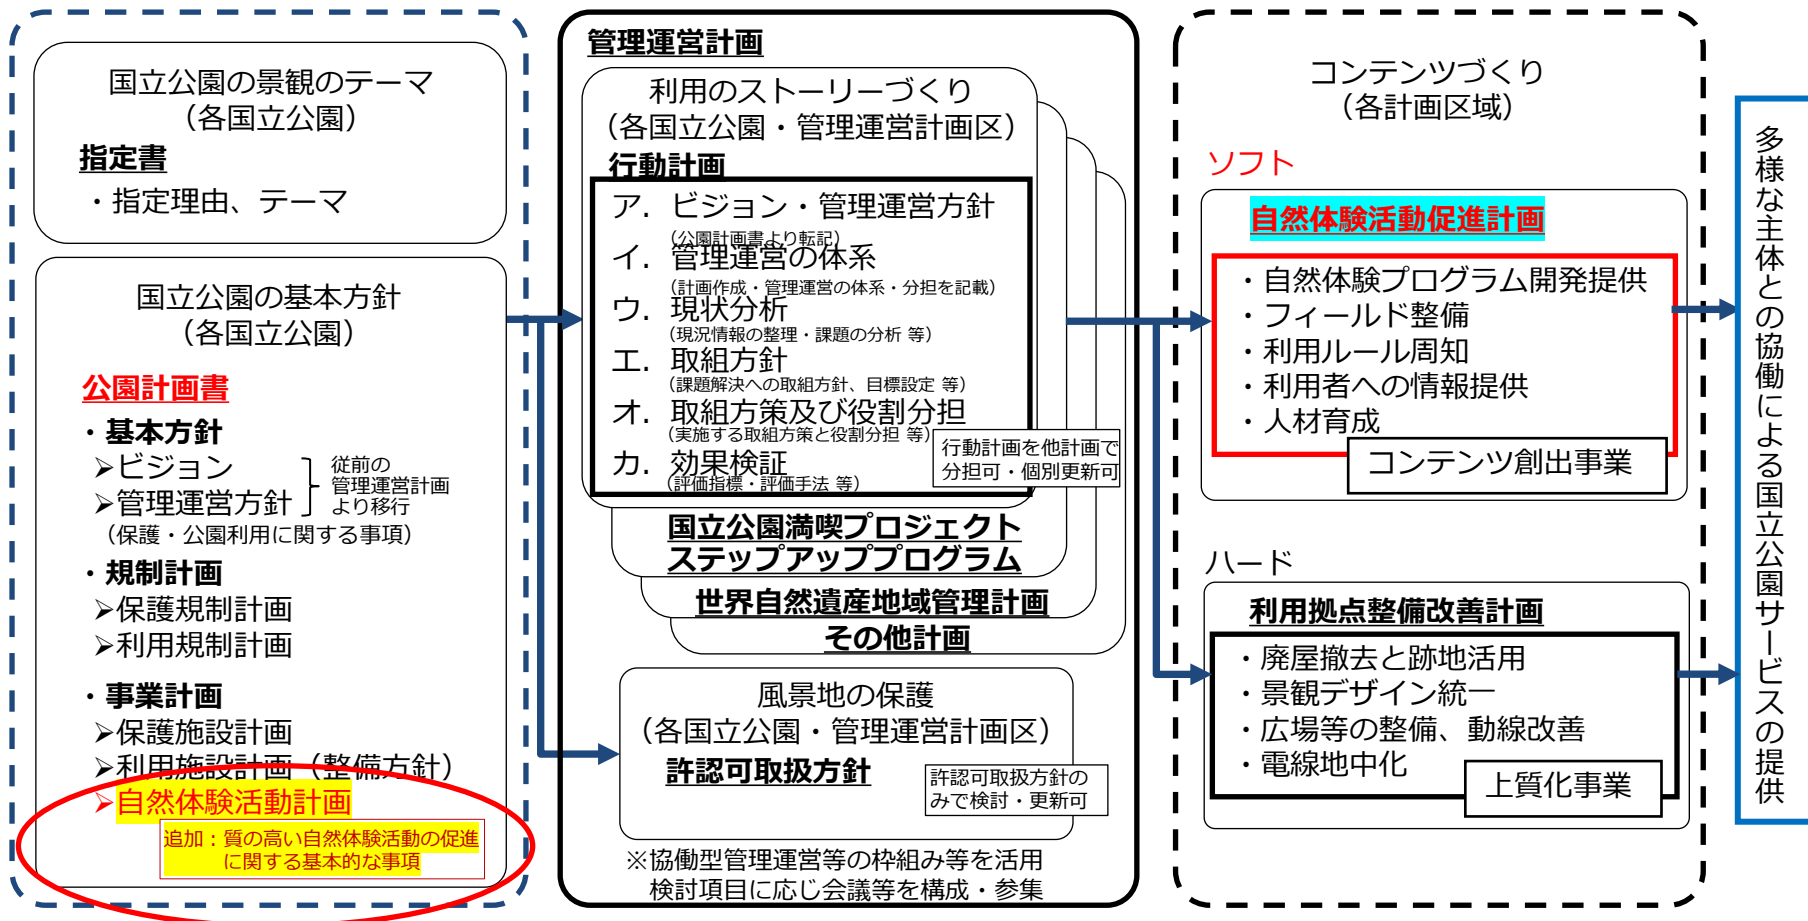 国立公園の景観のテーマ
（各国立公園）
指定書
・指定理由、テーマ
国立公園の基本方針
（各国立公園）
公園計画書
・基本方針
➢ビジョン
➢管理運営方針
従前の
管理運営計画
より移行
（保護・公園利用に関する事項）
・規制計画
➢保護規制計画
➢利用規制計画
・事業計画
➢保護施設計画
➢利用施設計画（整備方針）
➢自然体験活動計画
追加：質の高い自然体験活動の促進
に関する基本的な事項
管理運営計画
利用のストーリーづくり
（各国立公園・管理運営計画区）
行動計画
ア．ビジョン・管理運営方針
（公園計画書より転記）
イ．管理運営の体系
（計画作成・管理運営の体系・分担を記載）
ウ．現状分析
（現況情報の整理・課題の分析 等）
エ．取組方針
（課題解決への取組方針、目標設定 等）
オ．取組方策及び役割分担
（実施する取組方策と役割分担 等）
カ．効果検証
（評価指標・評価手法 等）
行動計画を他計画で
分担可・個別更新可
国立公園満喫プロジェクト
ステップアッププログラム
世界自然遺産地域管理計画
その他計画
風景地の保護
（各国立公園・管理運営計画区）
許認可取扱方針
許認可取扱方針の
みで検討・更新可
※協働型管理運営等の枠組み等を活用
検討項目に応じ会議等を構成・参集
コンテンツづくり
（各計画区域）
ソフト
自然体験活動促進計画
・自然体験プログラム開発提供
・フィールド整備
・利用ルール周知
・利用者への情報提供
・人材育成
コンテンツ創出事業
ハード
利用拠点整備改善計画
・廃屋撤去と跡地活用
・景観デザイン統一
・広場等の整備、動線改善
・電線地中化
上質化事業
多様な主体との協働による国立公園サービスの提供